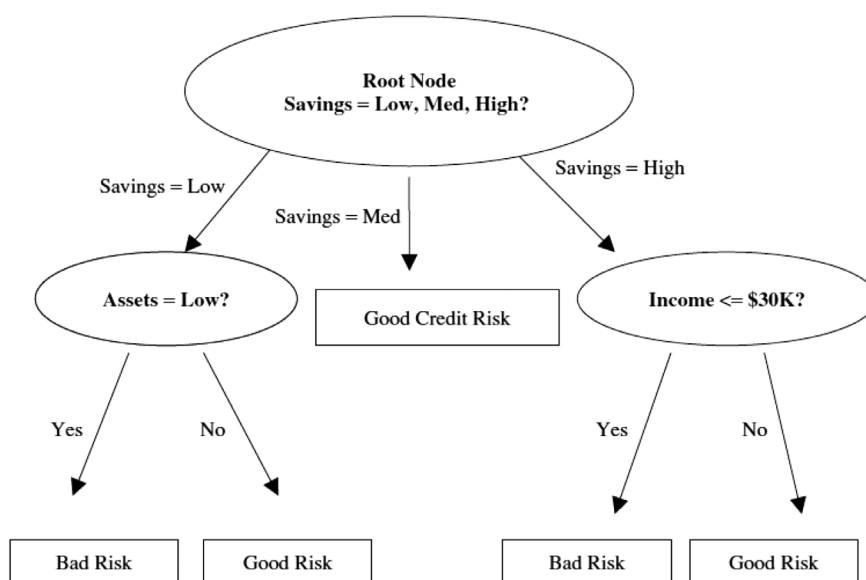 Root Node
Savings = Low, Med, High?
Savings = Low
Savings = Med
Savings = High
Assets = Low?
Good Credit Risk
Income <= $30K?
Yes
No
Yes
No
Bad Risk
Good Risk
Bad Risk
Good Risk